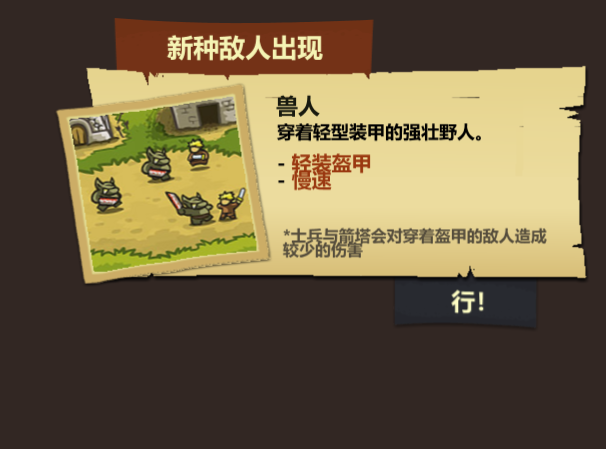 新种敌人出现
兽人
穿着轻型装甲的强壮野人。
- 轻装盔甲
- 慢速
*士兵与箭塔会对穿着盔甲的敌人造成
较少的伤害
行!